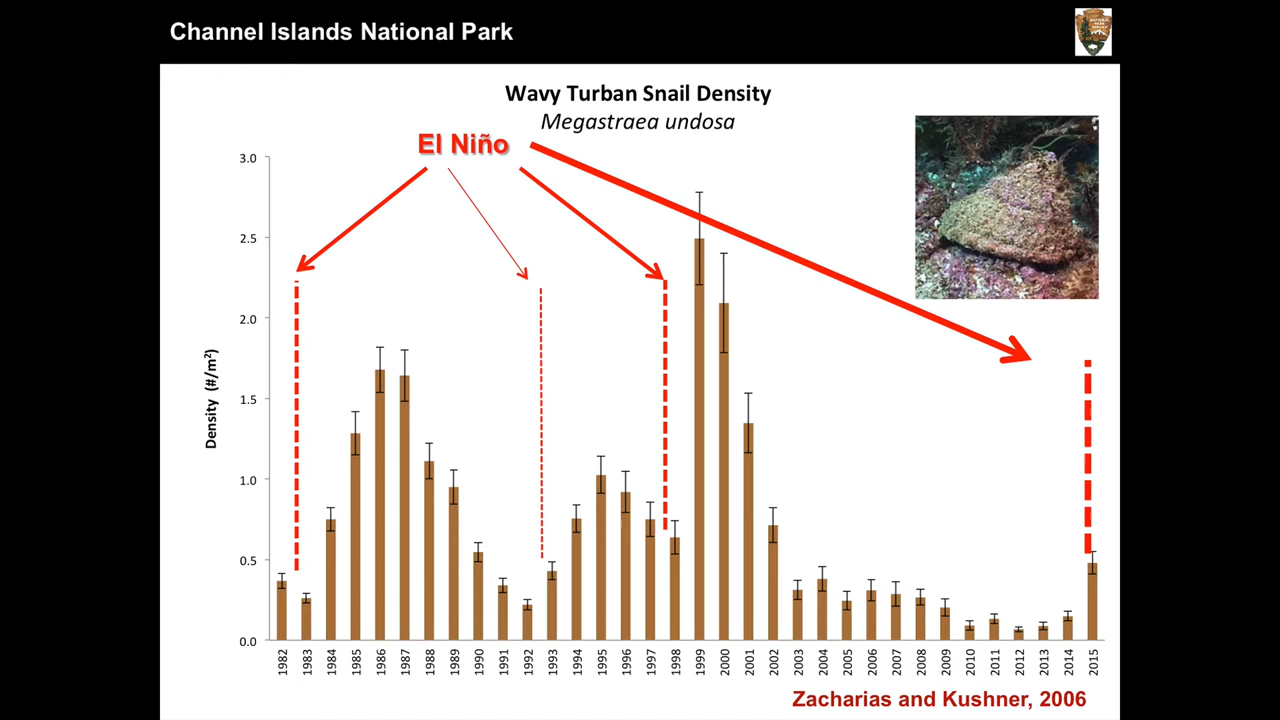 Channel Islands National Park
Wavy Turban Snail Density
Megastraea undosa
El Niño
3.0
2.5
2.0
1.5
1.0
0.5
0.0
Density (#/m²)
1982 1983 1984 1985 1986 1987 1988 1989 1990 1991 1992 1993 1994 1995 1996 1997 1998 1999 2000 2001 2002 2003 2004 2005 2006 2007 2008 2009 2010 2011 2012 2013 2014 2015
Zacharias and Kushner, 2006